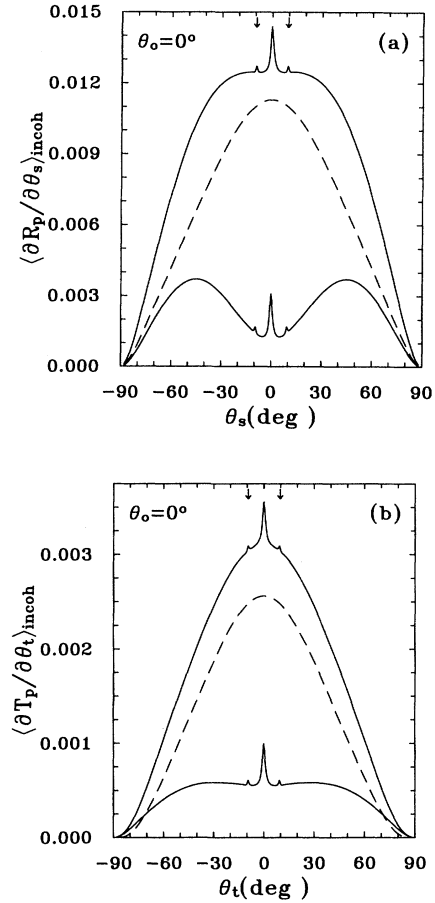 θo=0° (a)
0.015
0.012
0.009
0.006
0.003
0.000
⟨∂Rp/∂θs⟩incoh
−90 −60 −30 0 30 60 90
θs(deg )
θo=0° (b)
0.003
0.002
0.001
0.000
⟨∂Tp/∂θt⟩incoh
−90 −60 −30 0 30 60 90
θt(deg )